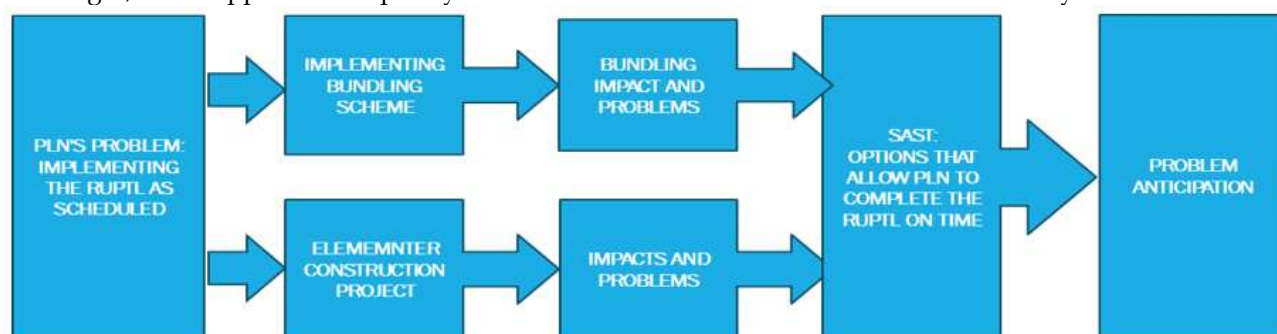 PLN'S PROBLEM:
IMPLEMENTING
THE RUPTL AS
SCHEDULED
IMPLEMENTING
BUNDLING
SCHEME
BUNDLING
IMPACT AND
PROBLEMS
ELEMEMNTER
CONSTRUCTION
PROJECT
IMPACTS AND
PROBLEMS
SAST:
OPTIONS THAT
ALLOW PLN TO
COMPLETE THE
RUPTL ON TIME
PROBLEM
ANTICIPATION